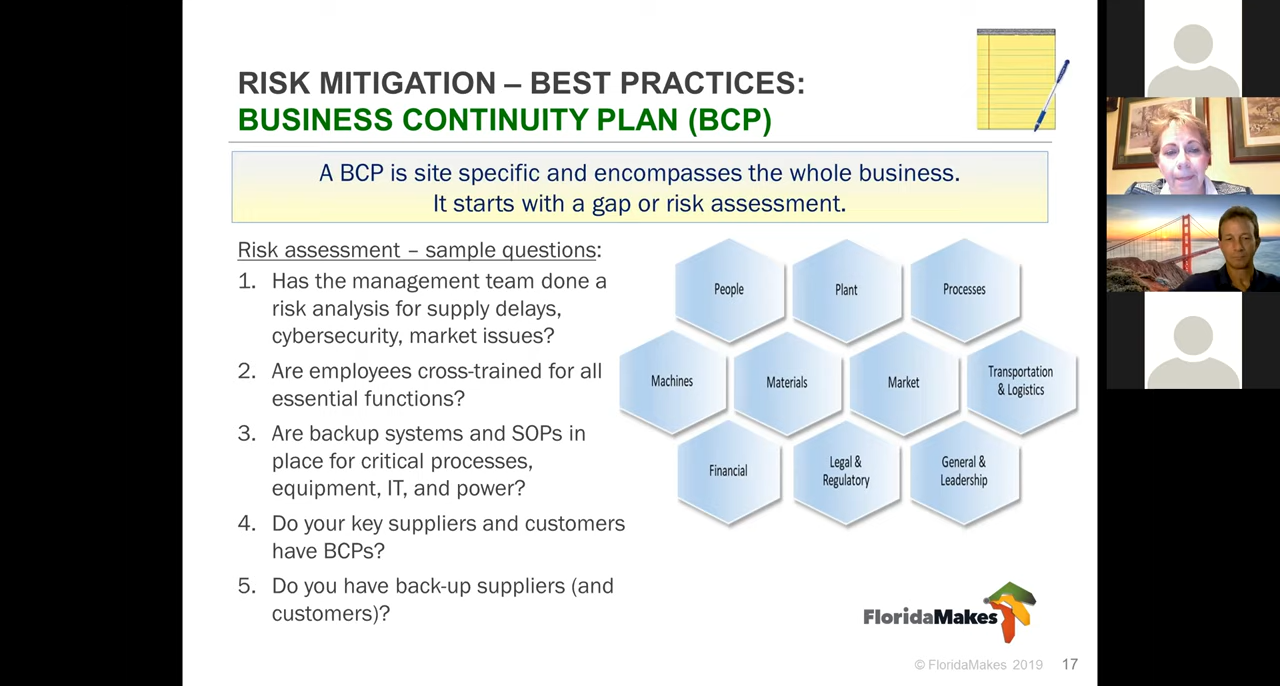 RISK MITIGATION – BEST PRACTICES:
BUSINESS CONTINUITY PLAN (BCP)
A BCP is site specific and encompasses the whole business.
It starts with a gap or risk assessment.
Risk assessment – sample questions:
1. Has the management team done a
risk analysis for supply delays,
cybersecurity, market issues?
2. Are employees cross-trained for all
essential functions?
3. Are backup systems and SOPs in
place for critical processes,
equipment, IT, and power?
4. Do your key suppliers and customers
have BCPs?
5. Do you have back-up suppliers (and
customers)?
People
Plant
Processes
Machines
Materials
Market
Transportation
& Logistics
Financial
Legal &
Regulatory
General &
Leadership
FloridaMakes
© FloridaMakes 2019 17